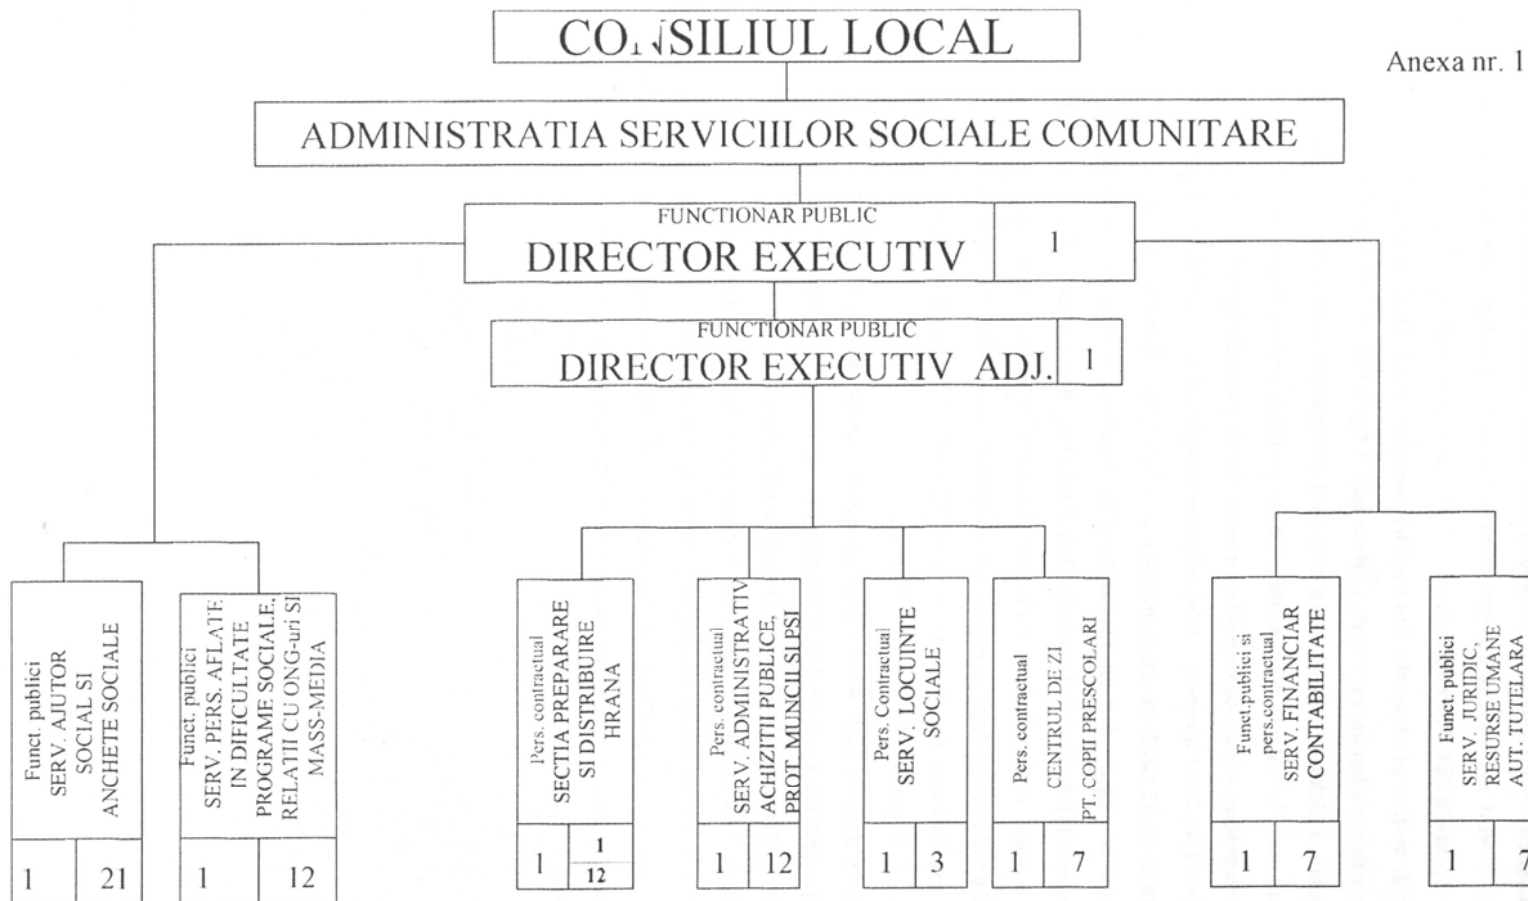 CONSILIUL LOCAL
Anexa nr. 1
ADMINISTRATIA SERVICIILOR SOCIALE COMUNITARE
FUNCTIONAR PUBLIC
DIRECTOR EXECUTIV
1
FUNCTIONAR PUBLIC
DIRECTOR EXECUTIV ADJ.
1
Funct. publici
SERV. AJUTOR
SOCIAL SI
ANCHETE SOCIALE
1
21
Funct. publici
SERV. PERS. AFLATE
IN DIFICULTATE
PROGRAME SOCIALE,
RELATII CU ONG-uri SI
MASS-MEDIA
1
12
Pers. contractual
SECTIA PREPARARE
SI DISTRIBUIRE
HRANA
1
1
12
Pers. contractual
SERV. ADMINISTRATIV
ACHIZITII PUBLICE,
PROT. MUNCII SI PSI
1
12
Pers. Contractual
SERV. LOCUINTE
SOCIALE
1
3
Pers. contractual
CENTRUL DE ZI
PT. COPII PRESCOLARI
1
7
Funct.publici si
pers.contractual
SERV. FINANCIAR
CONTABILITATE
1
7
Funct. publici
SERV. JURIDIC,
RESURSE UMANE
AUT. TUTELARA
1
7